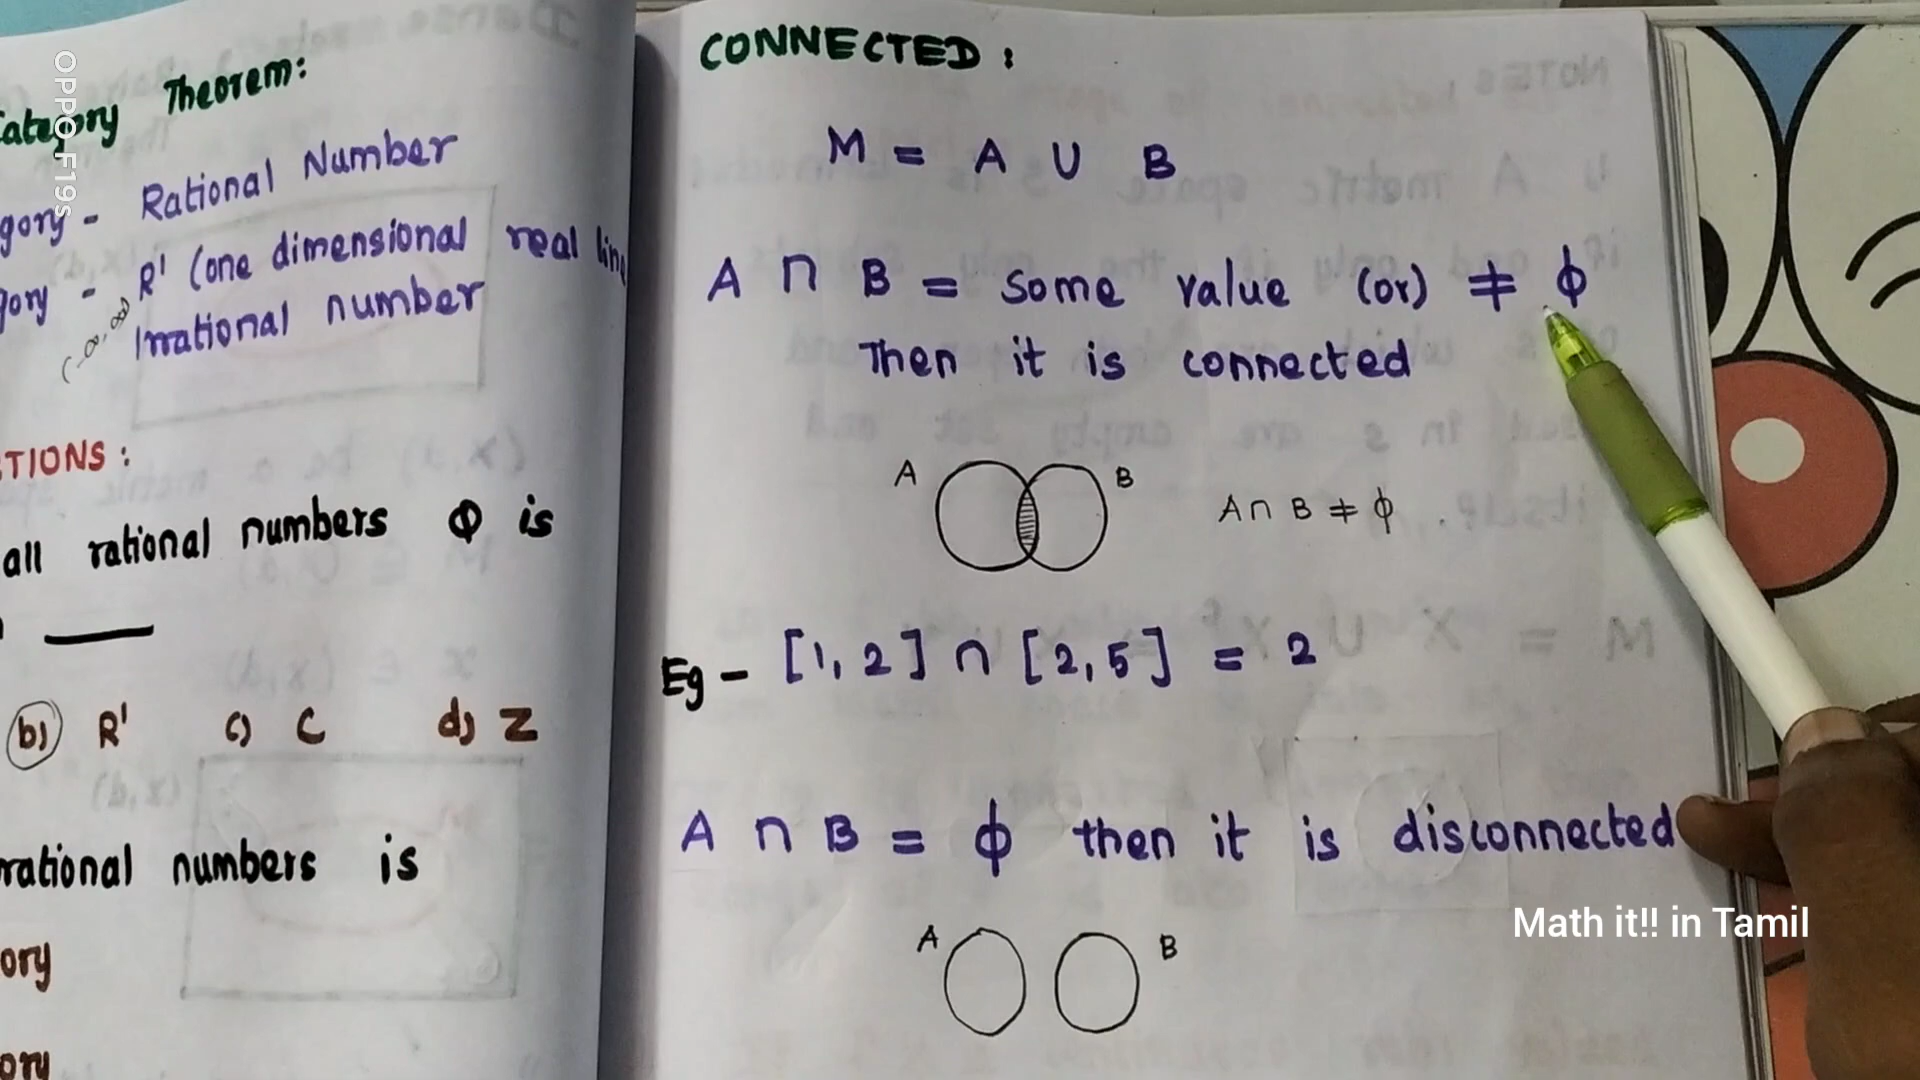 OPPO F19s
Category Theorem:
gory - Rational Number
gory - R' (one dimensional real line
(-∞, ∞)
Irrational number
TIONS :
all rational numbers Φ is
b) R' c) C d) Z
rational numbers is
ory
ory
CONNECTED :
M = A ∪ B
A ∩ B = Some value (or) ≠ ϕ
Then it is connected
A B A ∩ B ≠ ϕ
Eg - [1, 2] ∩ [2, 5] = 2
A ∩ B = ϕ then it is disconnected
A B
Math it!! in Tamil